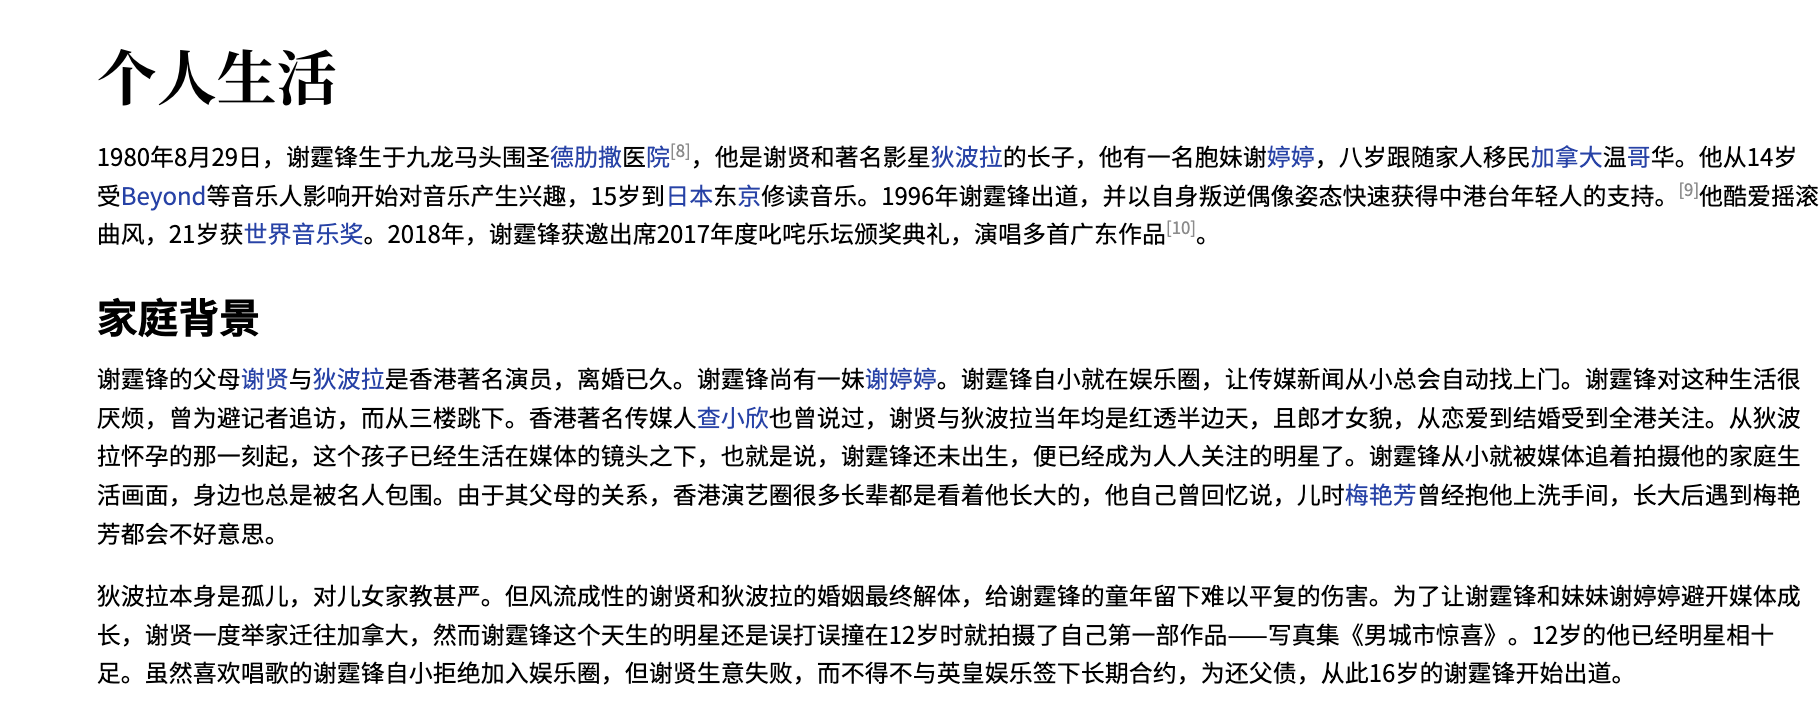 个人生活
1980年8月29日，谢霆锋生于九龙马头围圣德肋撒医院[8]，他是谢贤和著名影星狄波拉的长子，他有一名胞妹谢婷婷，八岁跟随家人移民加拿大温哥华。他从14岁
受Beyond等音乐人影响开始对音乐产生兴趣，15岁到日本东京修读音乐。1996年谢霆锋出道，并以自身叛逆偶像姿态快速获得中港台年轻人的支持。[9]他酷爱摇滚
曲风，21岁获世界音乐奖。2018年，谢霆锋获邀出席2017年度叱咤乐坛颁奖典礼，演唱多首广东作品[10]。
家庭背景
谢霆锋的父母谢贤与狄波拉是香港著名演员，离婚已久。谢霆锋尚有一妹谢婷婷。谢霆锋自小就在娱乐圈，让传媒新闻从小总会自动找上门。谢霆锋对这种生活很
厌烦，曾为避记者追访，而从三楼跳下。香港著名传媒人查小欣也曾说过，谢贤与狄波拉当年均是红透半边天，且郎才女貌，从恋爱到结婚受到全港关注。从狄波
拉怀孕的那一刻起，这个孩子已经生活在媒体的镜头之下，也就是说，谢霆锋还未出生，便已经成为人人关注的明星了。谢霆锋从小就被媒体追着拍摄他的家庭生
活画面，身边也总是被名人包围。由于其父母的关系，香港演艺圈很多长辈都是看着他长大的，他自己曾回忆说，儿时梅艳芳曾经抱他上洗手间，长大后遇到梅艳
芳都会不好意思。
狄波拉本身是孤儿，对儿女家教甚严。但风流成性的谢贤和狄波拉的婚姻最终解体，给谢霆锋的童年留下难以平复的伤害。为了让谢霆锋和妹妹谢婷婷避开媒体成
长，谢贤一度举家迁往加拿大，然而谢霆锋这个天生的明星还是误打误撞在12岁时就拍摄了自己第一部作品——写真集《男城市惊喜》。12岁的他已经明星相十
足。虽然喜欢唱歌的谢霆锋自小拒绝加入娱乐圈，但谢贤生意失败，而不得不与英皇娱乐签下长期合约，为还父债，从此16岁的谢霆锋开始出道。